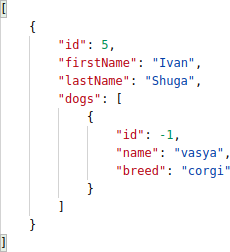 [
    {
        "id": 5,
        "firstName": "Ivan",
        "lastName": "Shuga",
        "dogs": [
            {
                "id": -1,
                "name": "vasya",
                "breed": "corgi"
            }
        ]
    }
]